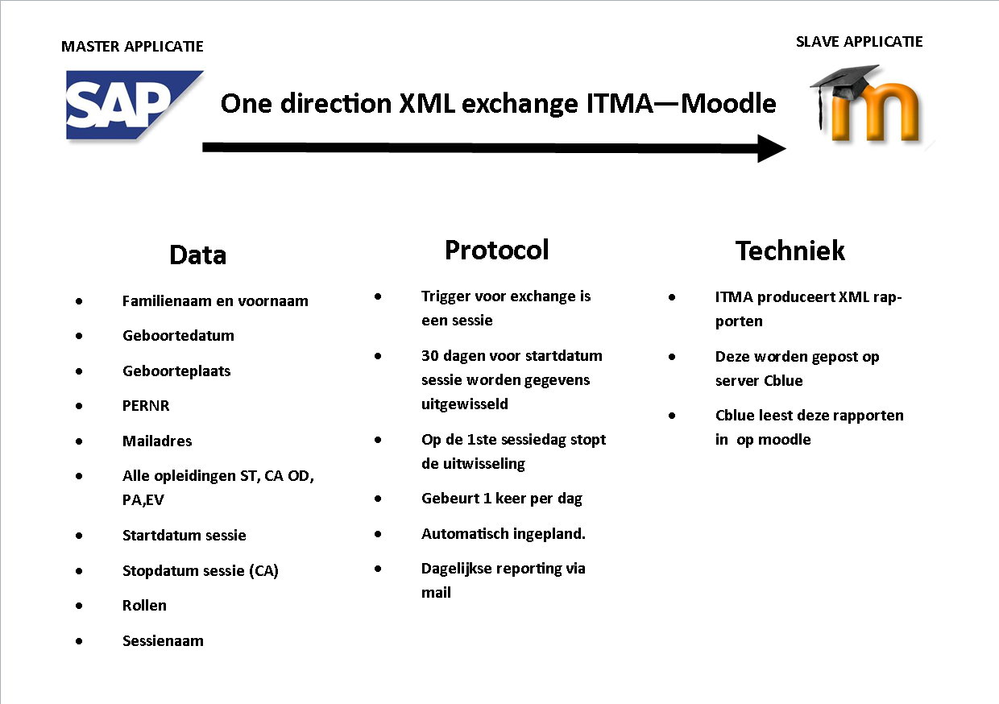 MASTER APPLICATIE
SLAVE APPLICATIE
SAP
One direction XML exchange ITMA—Moodle
m
Data
• Familienaam en voornaam
• Geboortedatum
• Geboorteplaats
• PERNR
• Mailadres
• Alle opleidingen ST, CA OD,
PA,EV
• Startdatum sessie
• Stopdatum sessie (CA)
• Rollen
• Sessienaam
Protocol
• Trigger voor exchange is
een sessie
• 30 dagen voor startdatum
sessie worden gegevens
uitgewisseld
• Op de 1ste sessiedag stopt
de uitwisseling
• Gebeurt 1 keer per dag
• Automatisch ingepland.
• Dagelijkse reporting via
mail
Techniek
• ITMA produceert XML rap-
porten
• Deze worden gepost op
server Cblue
• Cblue leest deze rapporten
in  op moodle